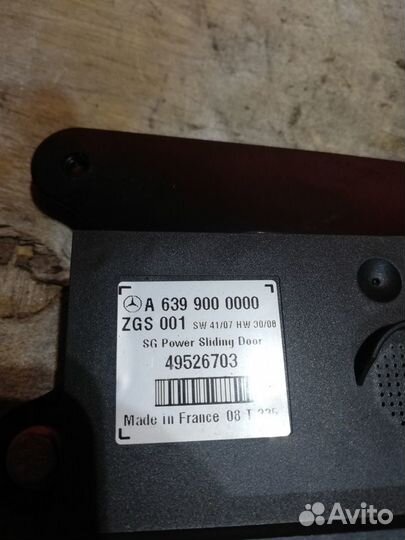 A 639 900 0000
ZGS 001 SW 41/07 HW 30/08
SG Power Sliding Door
49526703
Made in France 08 T
Avito